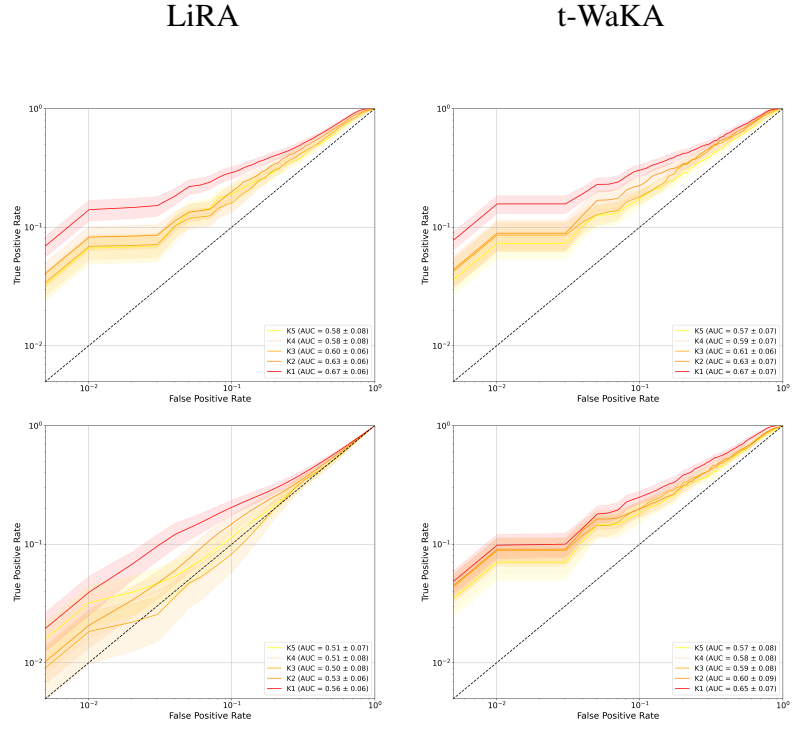 LiRA
t-WaKA
10⁰
10⁻¹
10⁻²
True Positive Rate
10⁻²
10⁻¹
10⁰
False Positive Rate
K5 (AUC = 0.58 ± 0.08)
K4 (AUC = 0.58 ± 0.08)
K3 (AUC = 0.60 ± 0.06)
K2 (AUC = 0.63 ± 0.06)
K1 (AUC = 0.67 ± 0.06)
10⁰
10⁻¹
10⁻²
True Positive Rate
10⁻²
10⁻¹
10⁰
False Positive Rate
K5 (AUC = 0.57 ± 0.07)
K4 (AUC = 0.59 ± 0.07)
K3 (AUC = 0.61 ± 0.06)
K2 (AUC = 0.63 ± 0.07)
K1 (AUC = 0.67 ± 0.07)
10⁰
10⁻¹
10⁻²
True Positive Rate
10⁻²
10⁻¹
10⁰
False Positive Rate
K5 (AUC = 0.51 ± 0.07)
K4 (AUC = 0.51 ± 0.08)
K3 (AUC = 0.50 ± 0.08)
K2 (AUC = 0.53 ± 0.06)
K1 (AUC = 0.56 ± 0.06)
10⁰
10⁻¹
10⁻²
True Positive Rate
10⁻²
10⁻¹
10⁰
False Positive Rate
K5 (AUC = 0.57 ± 0.08)
K4 (AUC = 0.58 ± 0.08)
K3 (AUC = 0.59 ± 0.08)
K2 (AUC = 0.60 ± 0.09)
K1 (AUC = 0.65 ± 0.07)